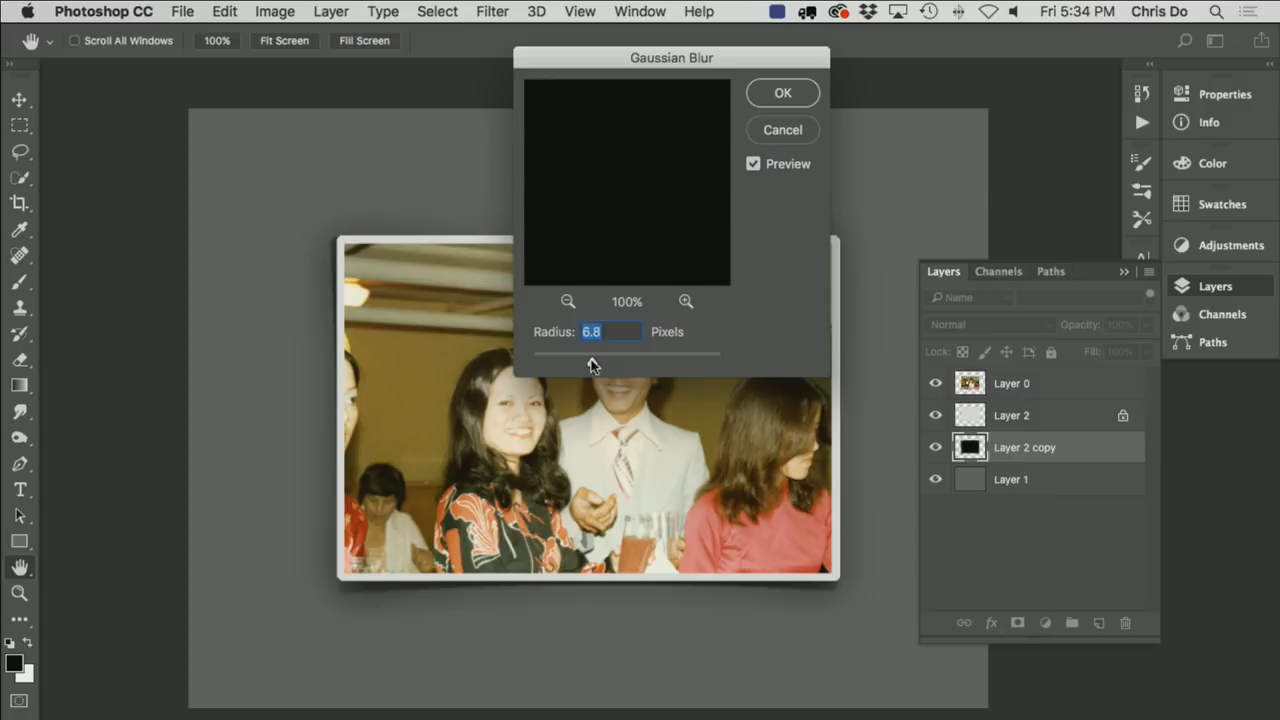 Photoshop CC File Edit Image Layer Type Select Filter 3D View Window Help Fri 5:34 PM Chris Do
Scroll All Windows 100% Fit Screen Fill Screen
Gaussian Blur
OK
Cancel
Preview
100%
Radius: 6.8 Pixels
Properties
Info
Color
Swatches
Adjustments
Layers
Channels
Paths
Layers Channels Paths
Name
Normal Opacity: 100%
Lock: Fill: 100%
Layer 0
Layer 2
Layer 2 copy
Layer 1
fx